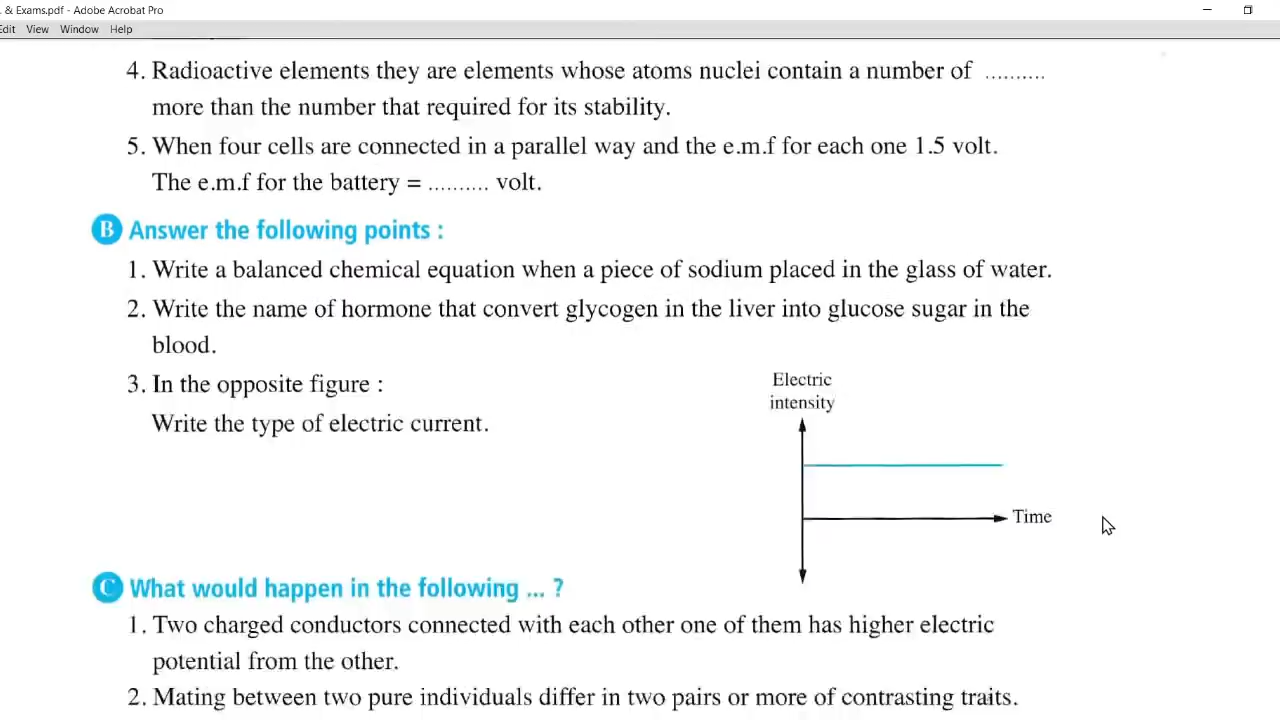 . & Exams.pdf - Adobe Acrobat Pro
Edit View Window Help
4. Radioactive elements they are elements whose atoms nuclei contain a number of ..........
more than the number that required for its stability.
5. When four cells are connected in a parallel way and the e.m.f for each one 1.5 volt.
The e.m.f for the battery = .......... volt.
B Answer the following points :
1. Write a balanced chemical equation when a piece of sodium placed in the glass of water.
2. Write the name of hormone that convert glycogen in the liver into glucose sugar in the
blood.
3. In the opposite figure :
Write the type of electric current.
Electric
intensity
Time
C What would happen in the following ... ?
1. Two charged conductors connected with each other one of them has higher electric
potential from the other.
2. Mating between two pure individuals differ in two pairs or more of contrasting traits.